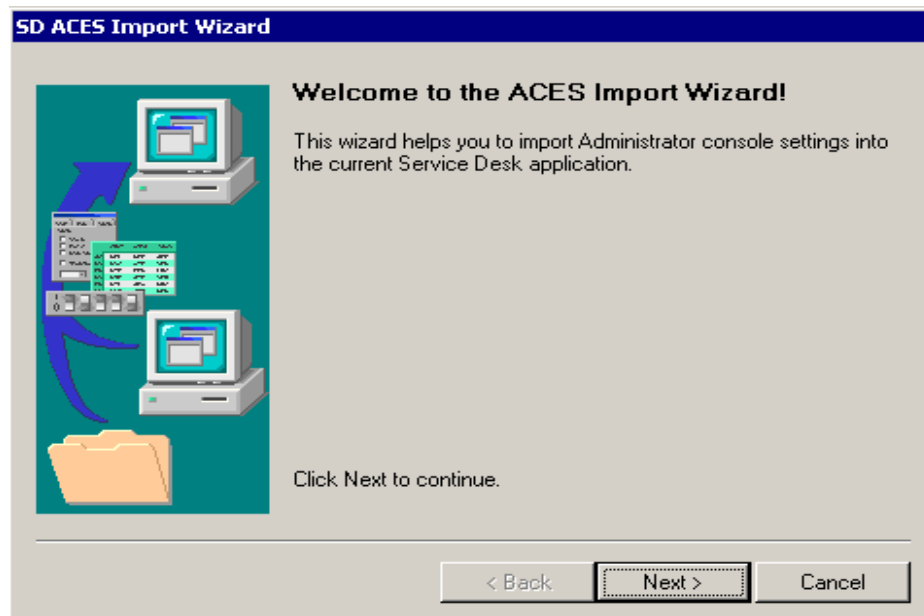 SD ACES Import Wizard
Welcome to the ACES Import Wizard!
This wizard helps you to import Administrator console settings into
the current Service Desk application.
Click Next to continue.
< Back
Next >
Cancel